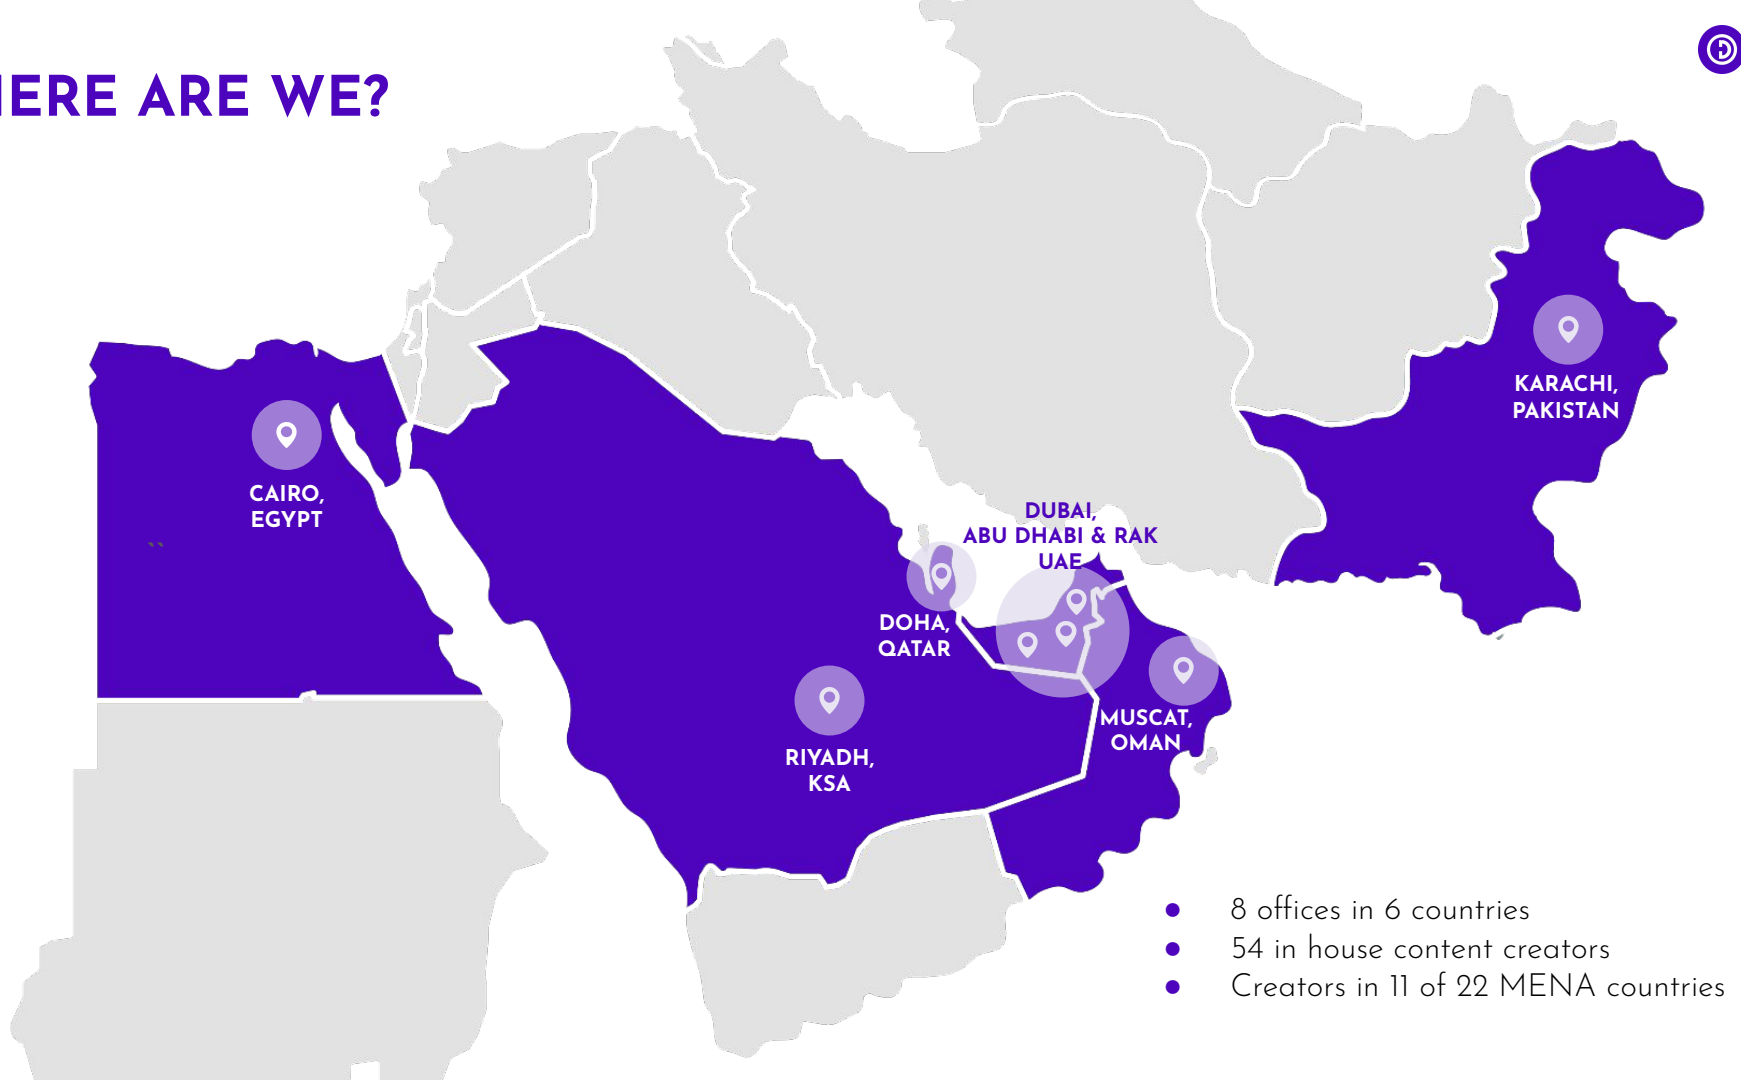 HERE ARE WE?
KARACHI,
PAKISTAN
CAIRO,
EGYPT
DUBAI,
ABU DHABI & RAK
UAE
DOHA,
QATAR
MUSCAT,
OMAN
RIYADH,
KSA
8 offices in 6 countries
54 in house content creators
Creators in 11 of 22 MENA countries